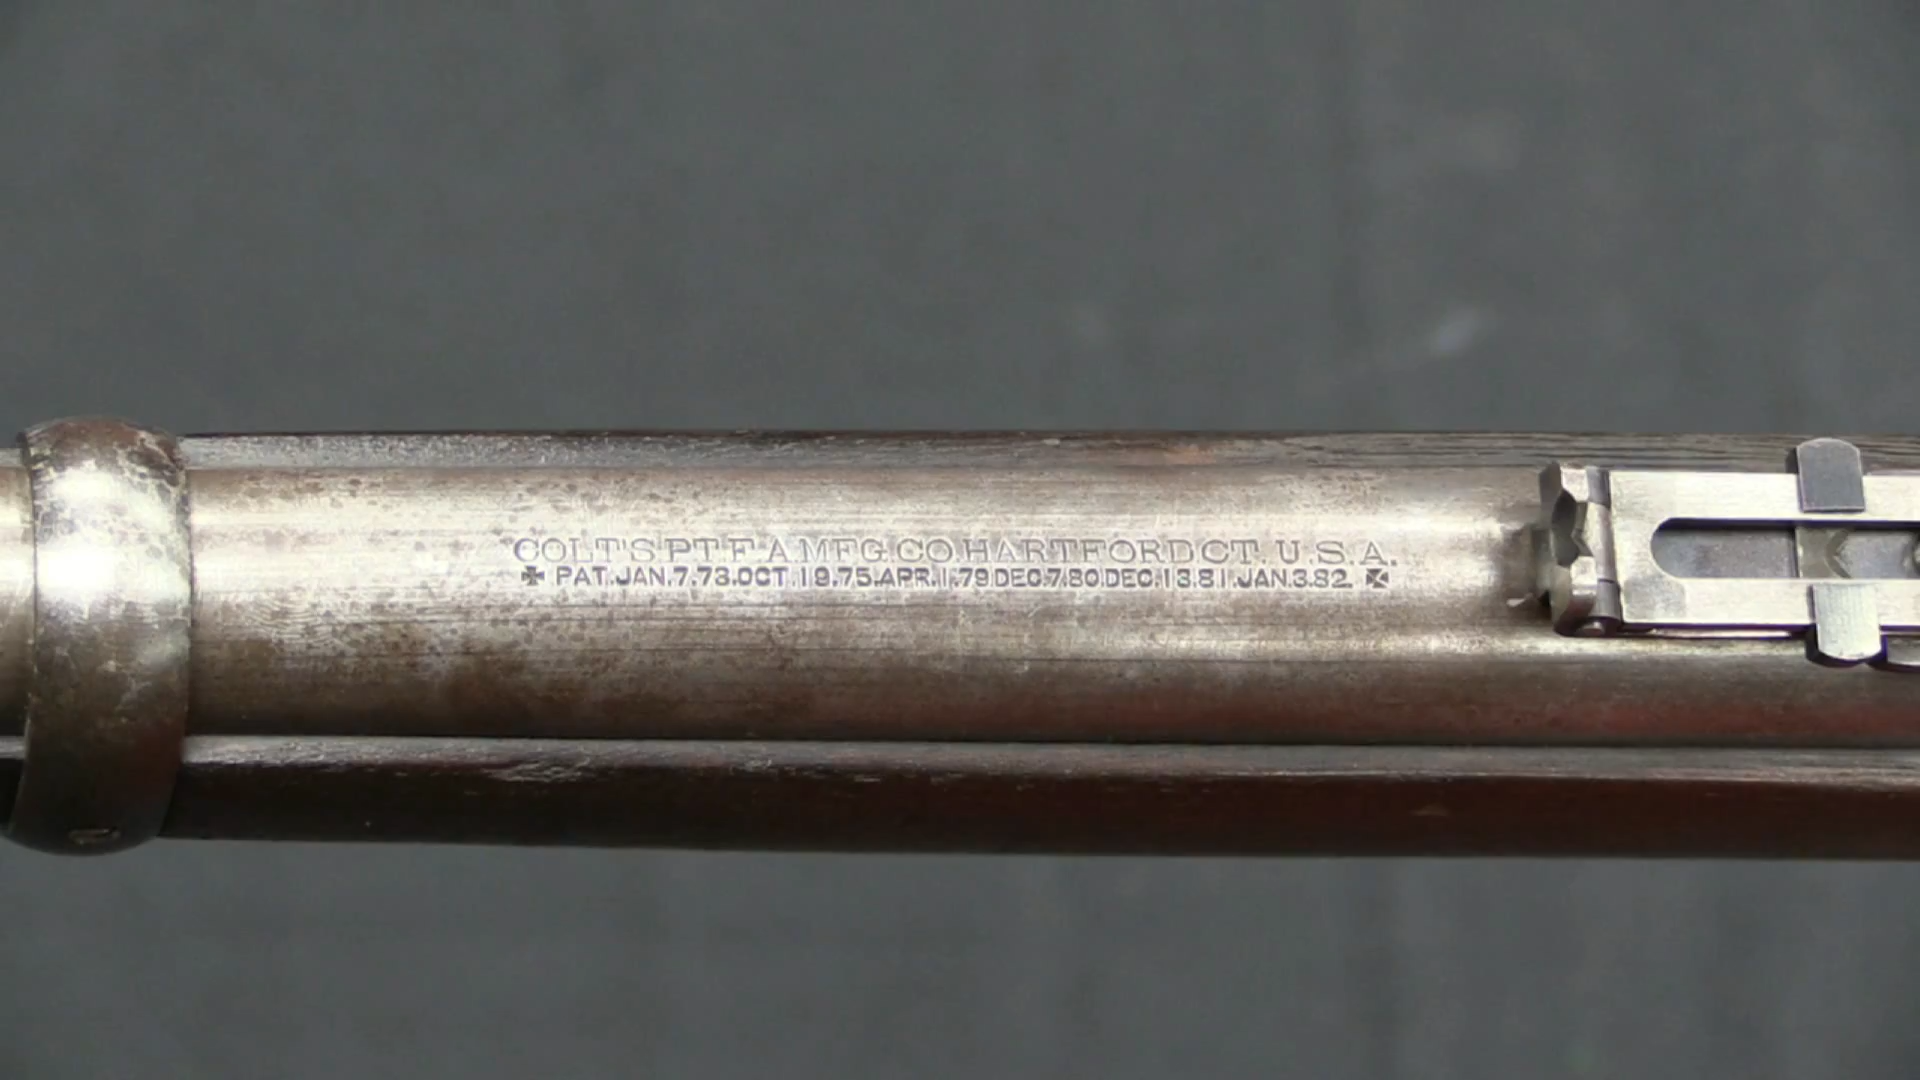 COLT'S PT F A MFG. CO HARTFORD CT. U.S.A.
PAT. JAN. 7. 73. OCT. 19. 75. APR. 1. 79 DEC. 7. 80. DEC. 13. 81. JAN. 3. 82.